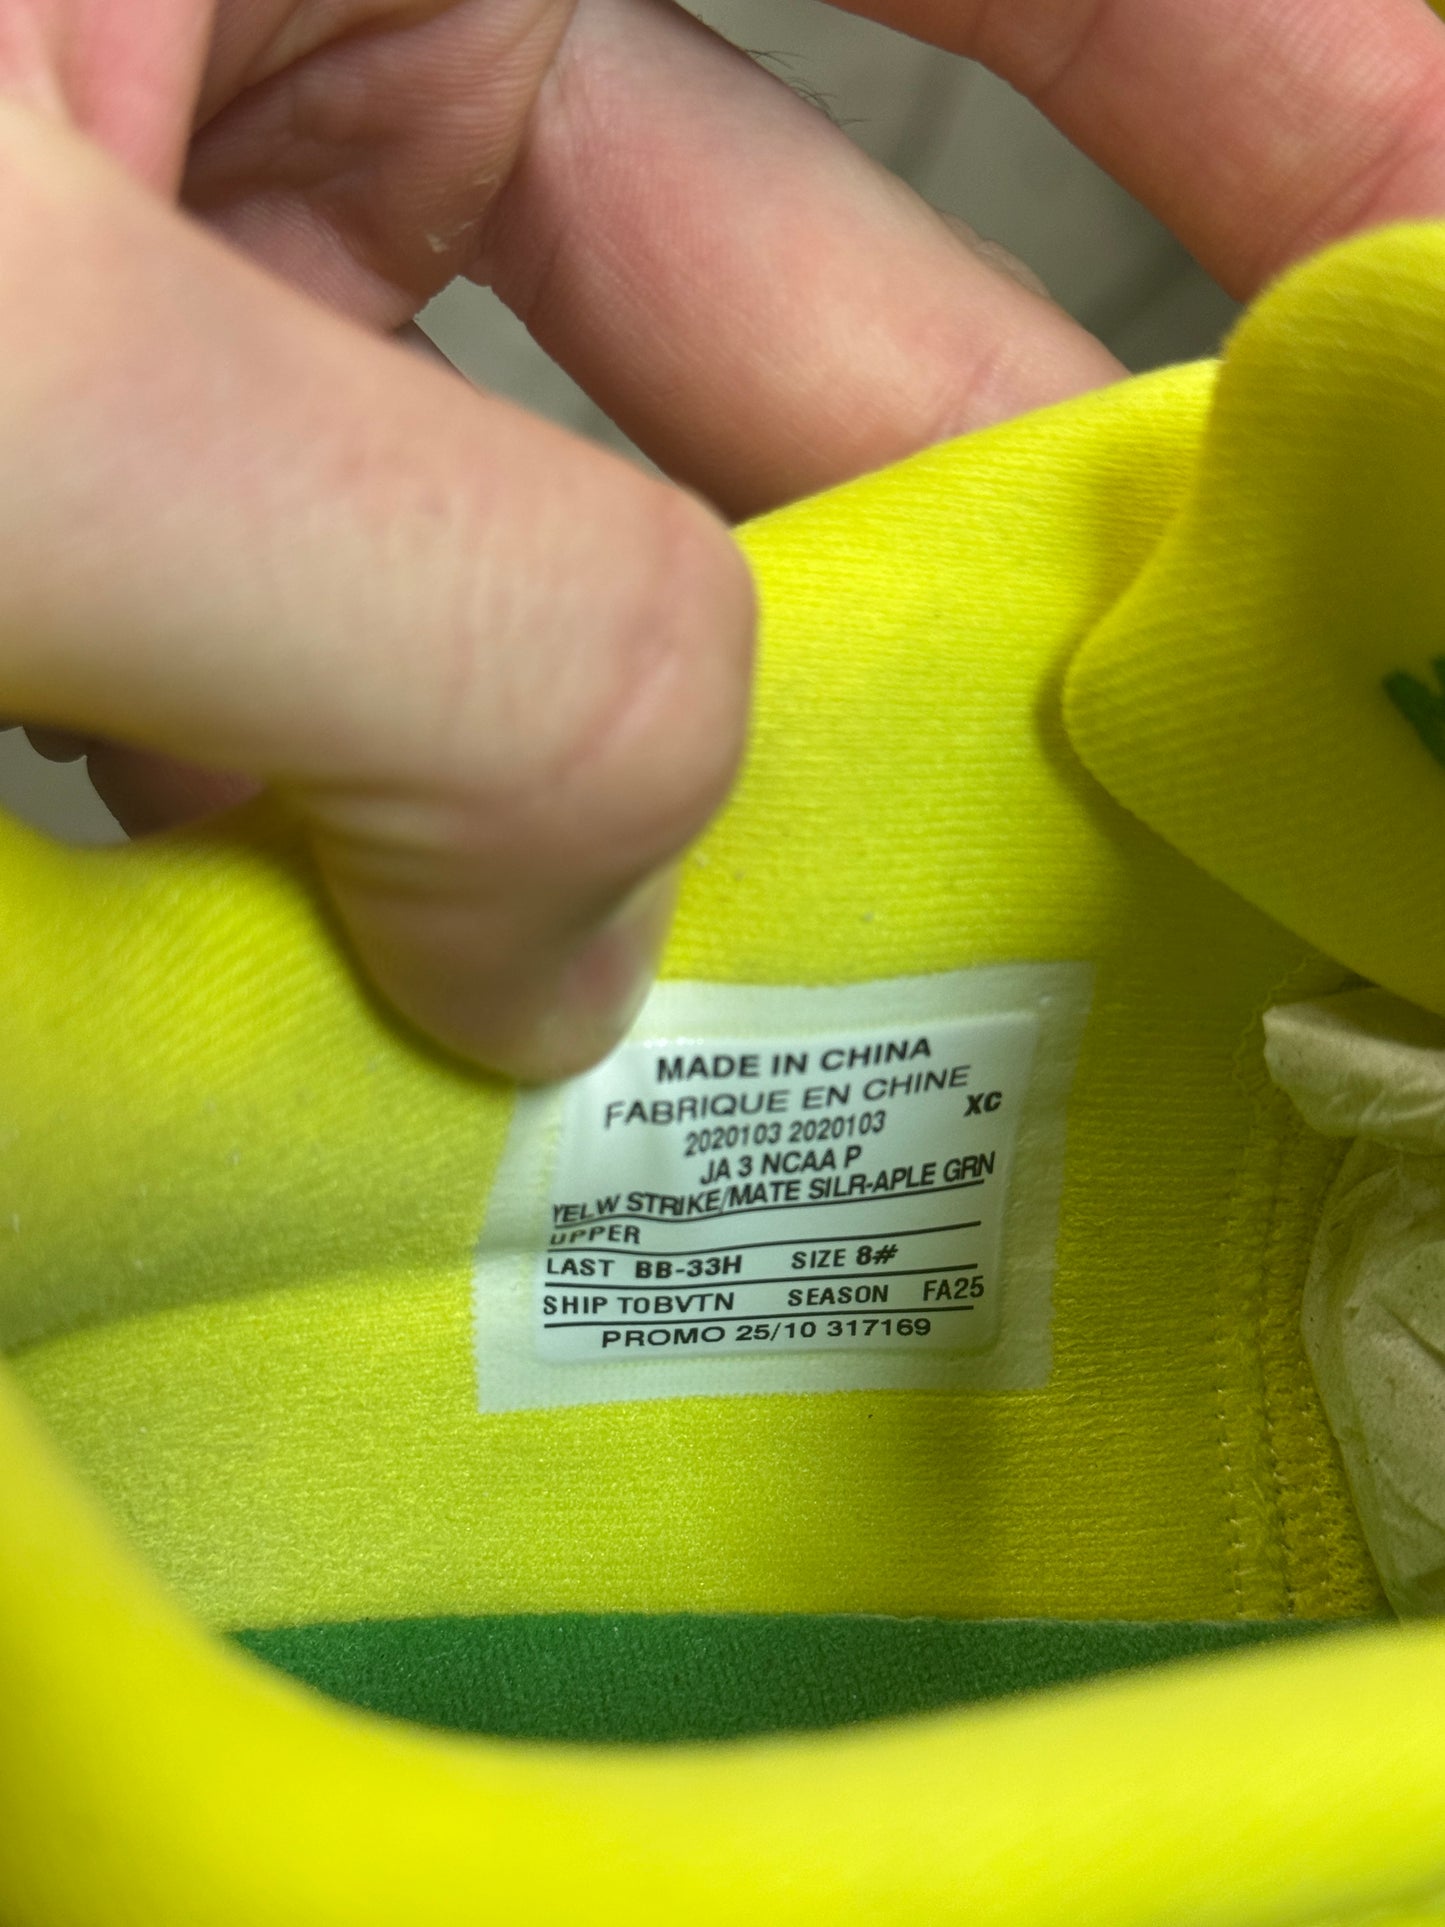 MADE IN CHINA
FABRIQUE EN CHINE
XC
2020103 2020103
JA 3 NCAA P
YELW STRIKE/MATE SILR-APLE GRN
UPPER
LAST BB-33H SIZE 8#
SHIP TOBVTN SEASON FA25
PROMO 25/10 317169